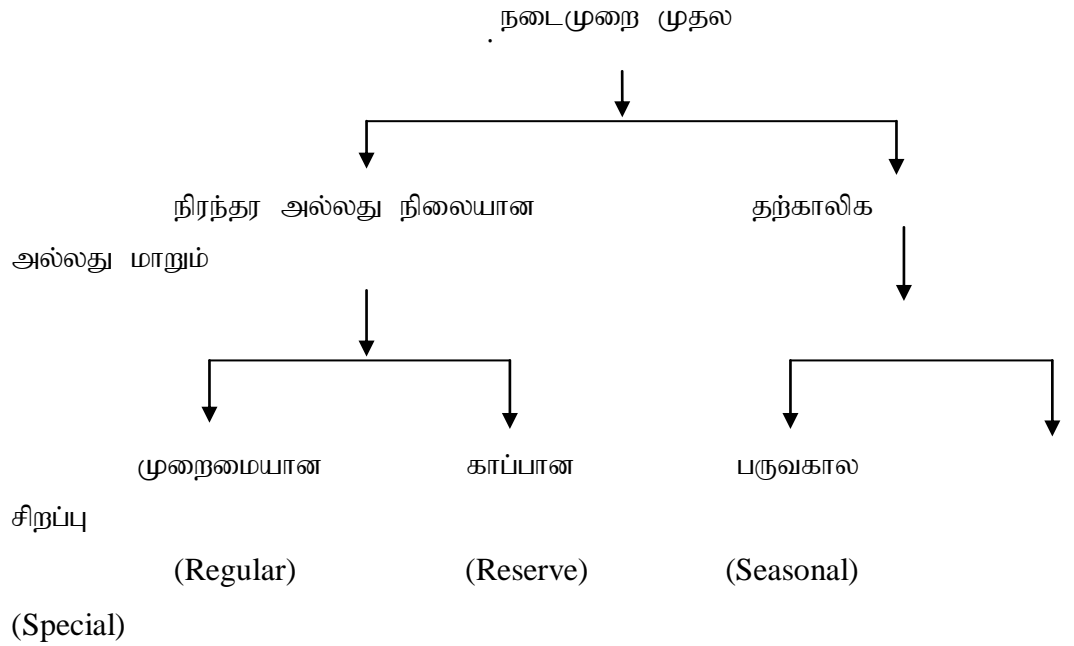 நடைமுறை முதல
.
நிரந்தர அல்லது நிலையான தற்காலிக
அல்லது மாறும்
முறைமையான காப்பான பருவகால
சிறப்பு
(Regular) (Reserve) (Seasonal)
(Special)